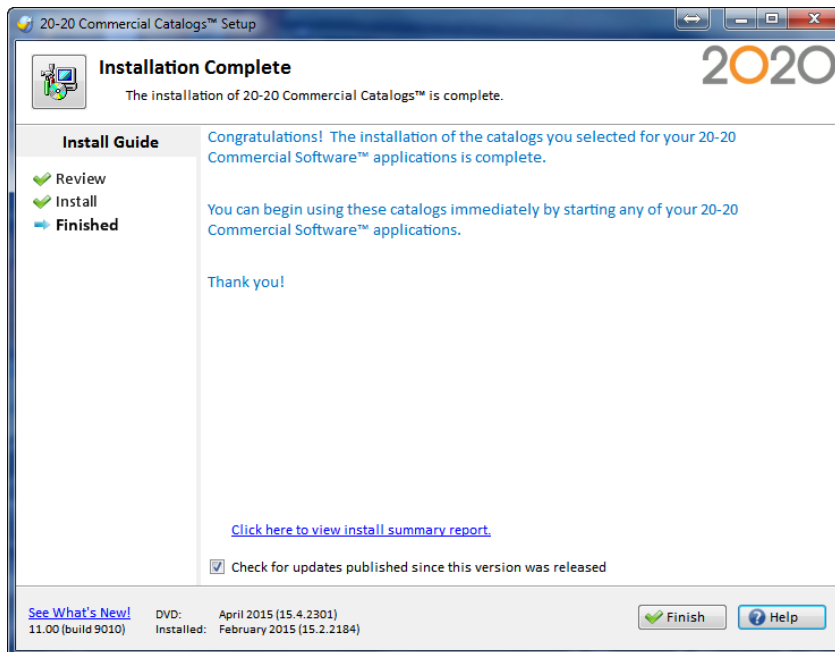 20-20 Commercial Catalogs™ Setup
Installation Complete
2020
The installation of 20-20 Commercial Catalogs™ is complete.
Install Guide
Review
Install
Finished
Congratulations! The installation of the catalogs you selected for your 20-20
Commercial Software™ applications is complete.
You can begin using these catalogs immediately by starting any of your 20-20
Commercial Software™ applications.
Thank you!
Click here to view install summary report.
Check for updates published since this version was released
See What's New! DVD: April 2015 (15.4.2301)
11.00 (build 9010) Installed: February 2015 (15.2.2184)
Finish Help